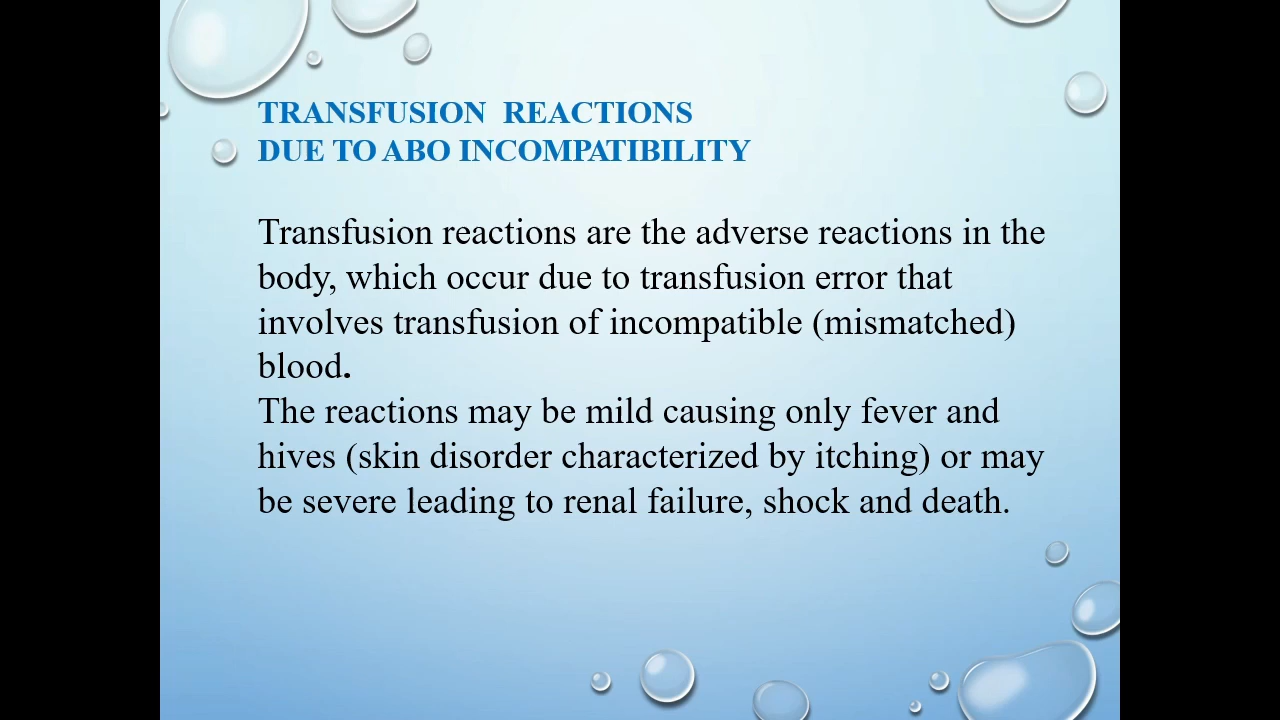 TRANSFUSION  REACTIONS
DUE TO ABO INCOMPATIBILITY
Transfusion reactions are the adverse reactions in the
body, which occur due to transfusion error that
involves transfusion of incompatible (mismatched)
blood.
The reactions may be mild causing only fever and
hives (skin disorder characterized by itching) or may
be severe leading to renal failure, shock and death.